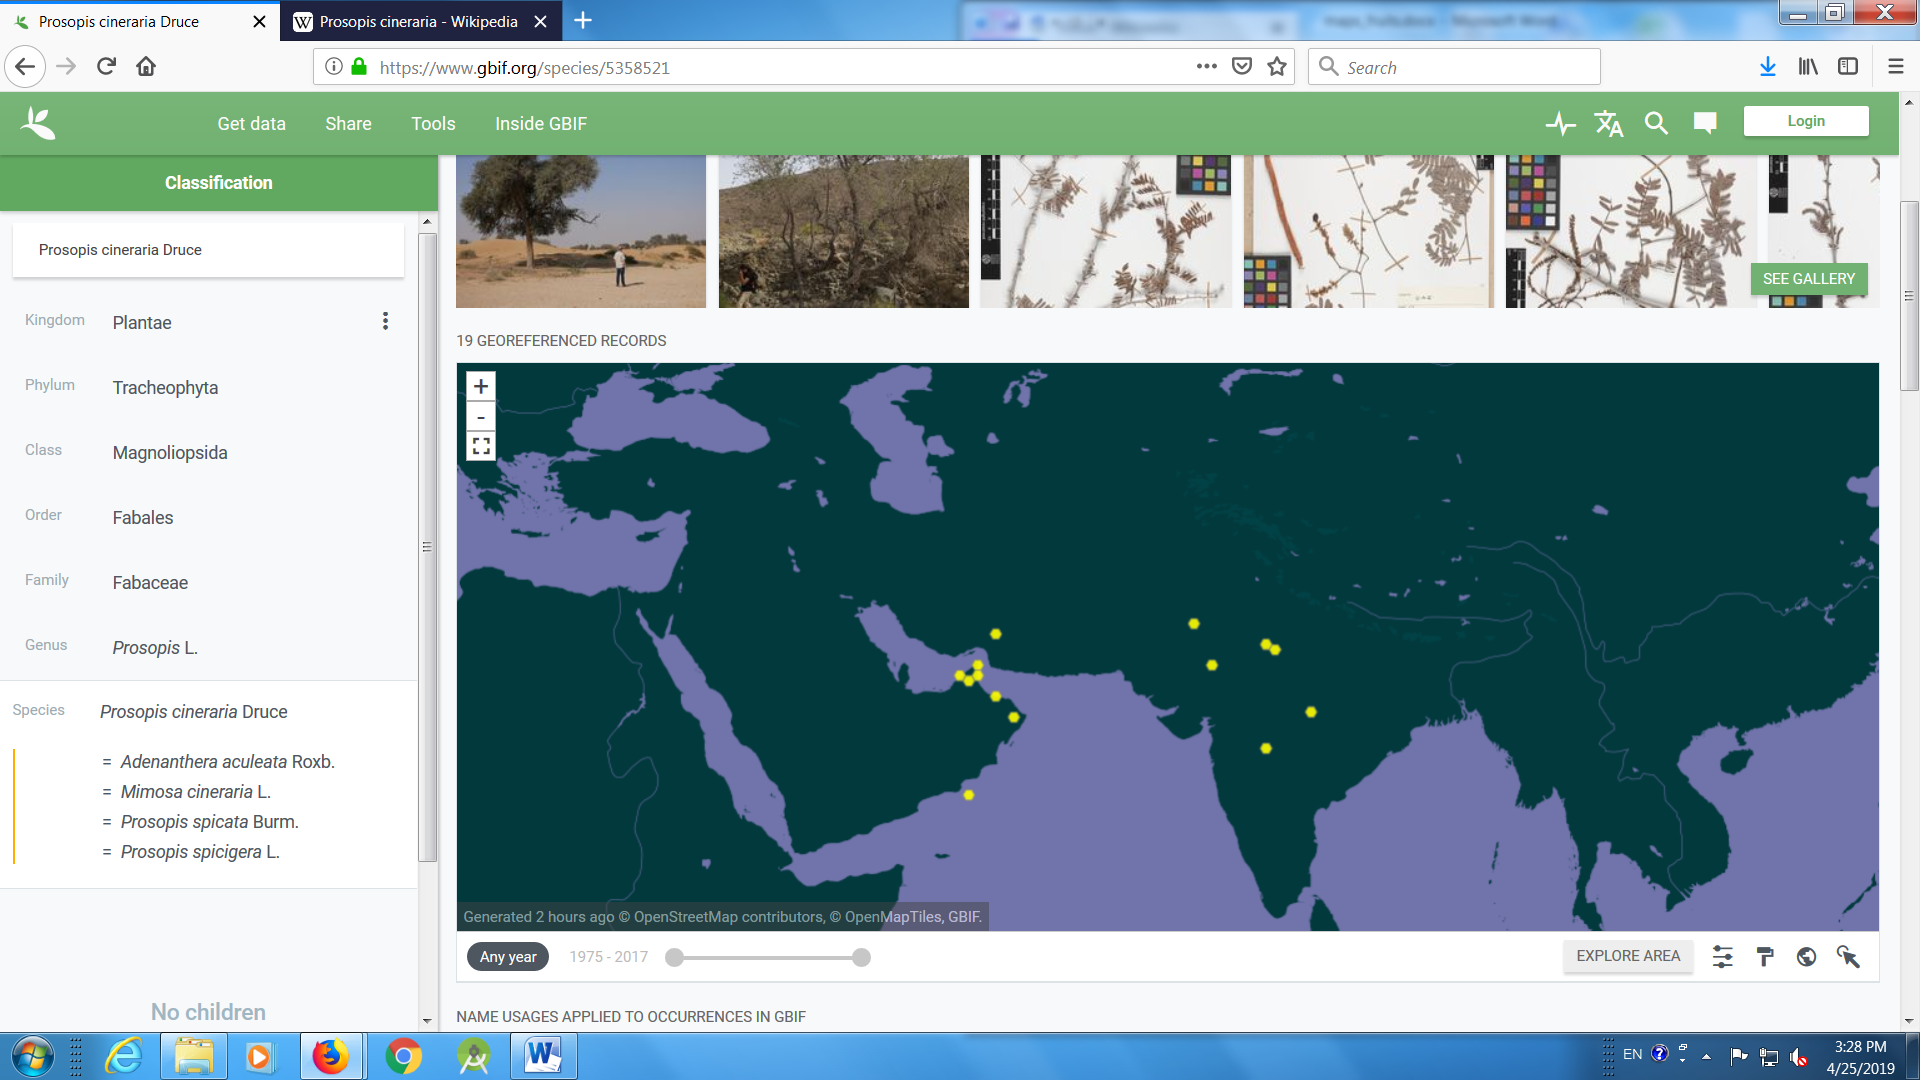 Prosopis cineraria Druce
Prosopis cineraria - Wikipedia
https://www.gbif.org/species/5358521
Search
Get data Share Tools Inside GBIF
Login
Classification
Prosopis cineraria Druce
Kingdom Plantae
Phylum Tracheophyta
Class Magnoliopsida
Order Fabales
Family Fabaceae
Genus Prosopis L.
Species Prosopis cineraria Druce
= Adenanthera aculeata Roxb.
= Mimosa cineraria L.
= Prosopis spicata Burm.
= Prosopis spicigera L.
No children
SEE GALLERY
19 GEOREFERENCED RECORDS
+
-
Generated 2 hours ago © OpenStreetMap contributors, © OpenMapTiles, GBIF.
Any year 1975 - 2017
EXPLORE AREA
NAME USAGES APPLIED TO OCCURRENCES IN GBIF
EN
3:28 PM
4/25/2019